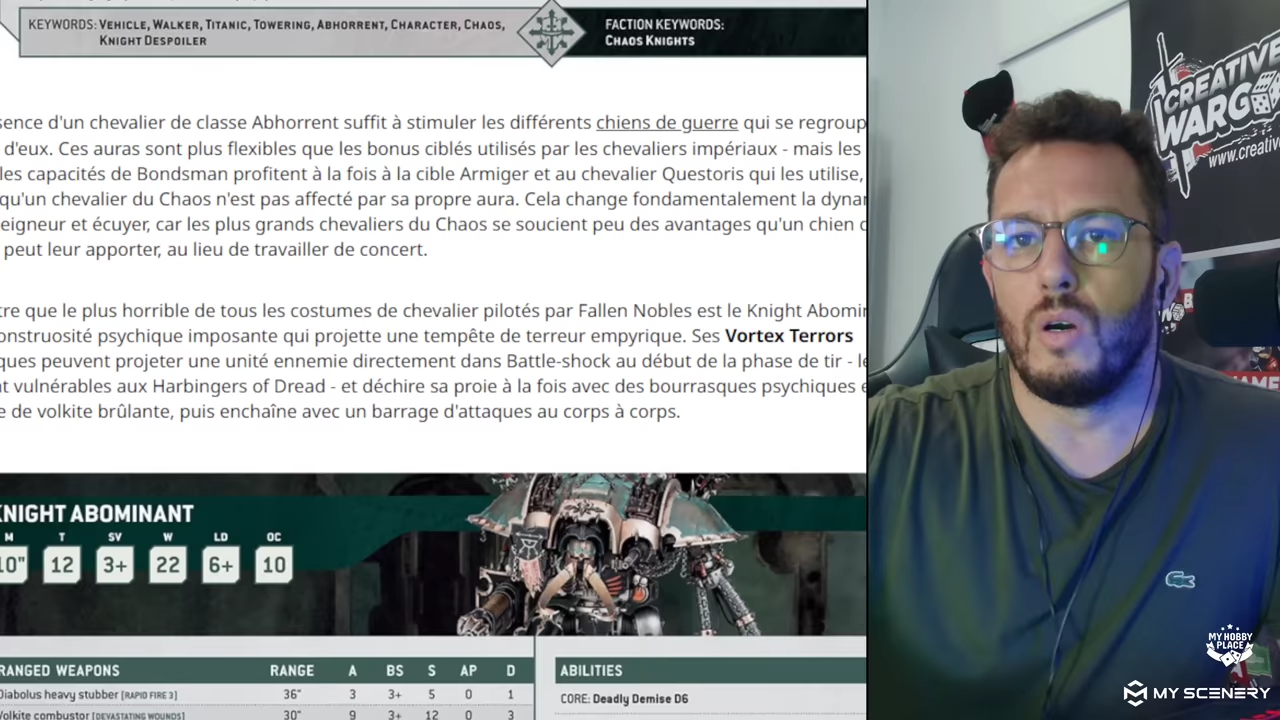 KEYWORDS: VEHICLE, WALKER, TITANIC, TOWERING, ABHORRENT, CHARACTER, CHAOS,
KNIGHT DESPOILER
FACTION KEYWORDS:
CHAOS KNIGHTS
d'un chevalier de classe Abhorrent suffit à stimuler les différents chiens de guerre qui se
d'eux. Ces auras sont plus flexibles que les bonus ciblés utilisés par les chevaliers impériaux - mais les
les capacités de Bondsman profitent à la fois à la cible Armiger et au chevalier Questoris qui les utilise,
qu'un chevalier du Chaos n'est pas affecté par sa propre aura. Cela change fondamentalement la
et écuyer, car les plus grands chevaliers du Chaos se soucient peu des avantages qu'un chien
peut leur apporter, au lieu de travailler de concert.
que le plus horrible de tous les costumes de chevalier pilotés par Fallen Nobles est le Knight
psychique imposante qui projette une tempête de terreur empyrique. Ses Vortex Terrors
peuvent projeter une unité ennemie directement dans Battle-shock au début de la phase de tir -
vulnérables aux Harbingers of Dread - et déchire sa proie à la fois avec des bourrasques psychiques
de volkite brûlante, puis enchaîne avec un barrage d'attaques au corps à corps.
KNIGHT ABOMINANT
M T SV W LD OC
10" 12 3+ 22 6+ 10
RANGED WEAPONS RANGE A BS S AP D
Diabolus heavy stubber [RAPID FIRE 3] 36" 3 3+ 5 0 1
Volkite combustor [DEVASTATING WOUNDS] 30" 9 3+ 12 0 3
ABILITIES
CORE: Deadly Demise D6
CREATIVE
www.creative
MY HOBBY
PLACE
MY SCENERY